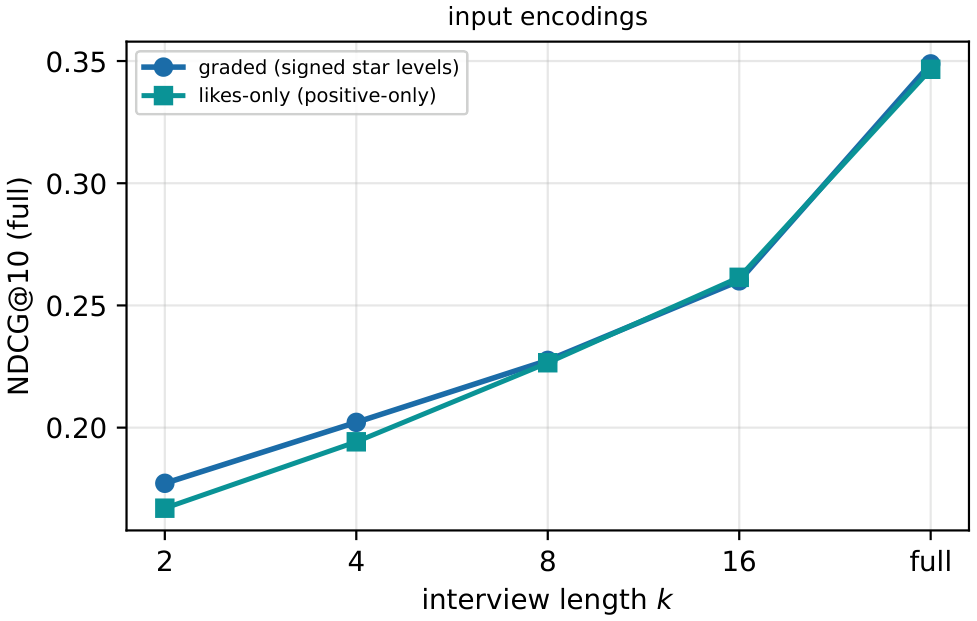 input encodings
graded (signed star levels)
likes-only (positive-only)
NDCG@10 (full)
0.35
0.30
0.25
0.20
2 4 8 16 full
interview length k